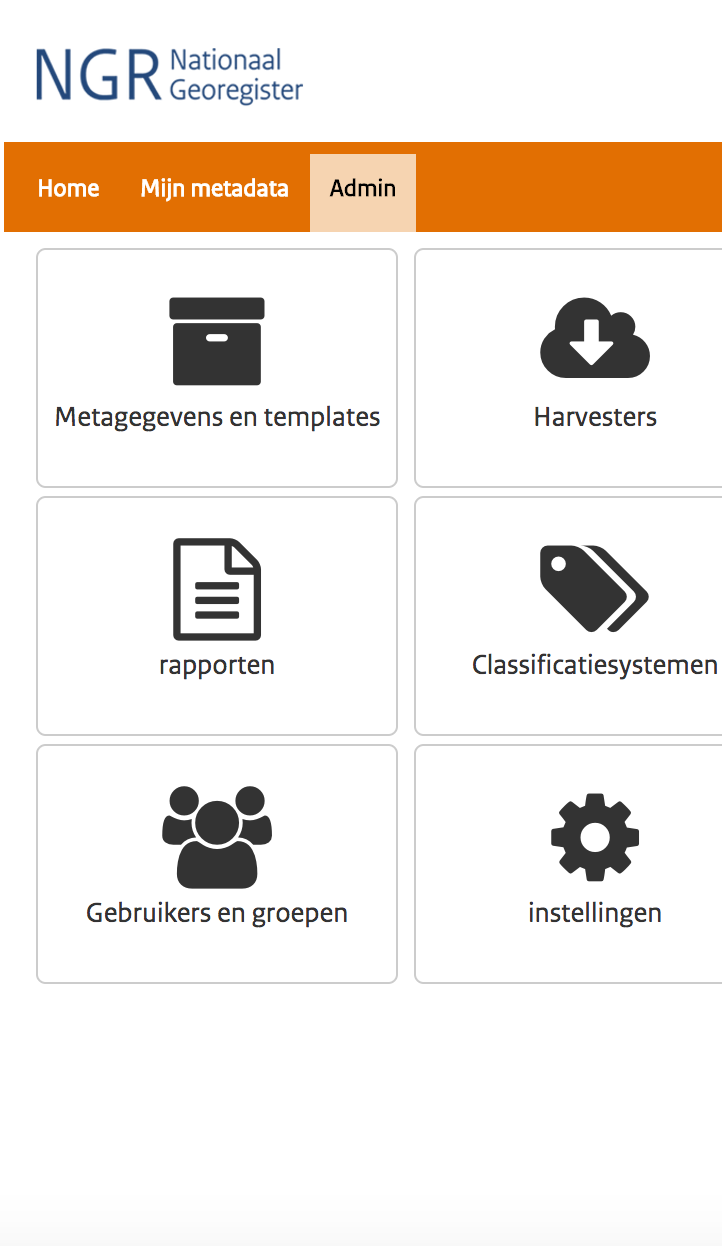 NGR Nationaal
Georegister
Home Mijn metadata Admin
Metagegevens en templates
Harvesters
rapporten
Classificatiesystemen
Gebruikers en groepen
instellingen